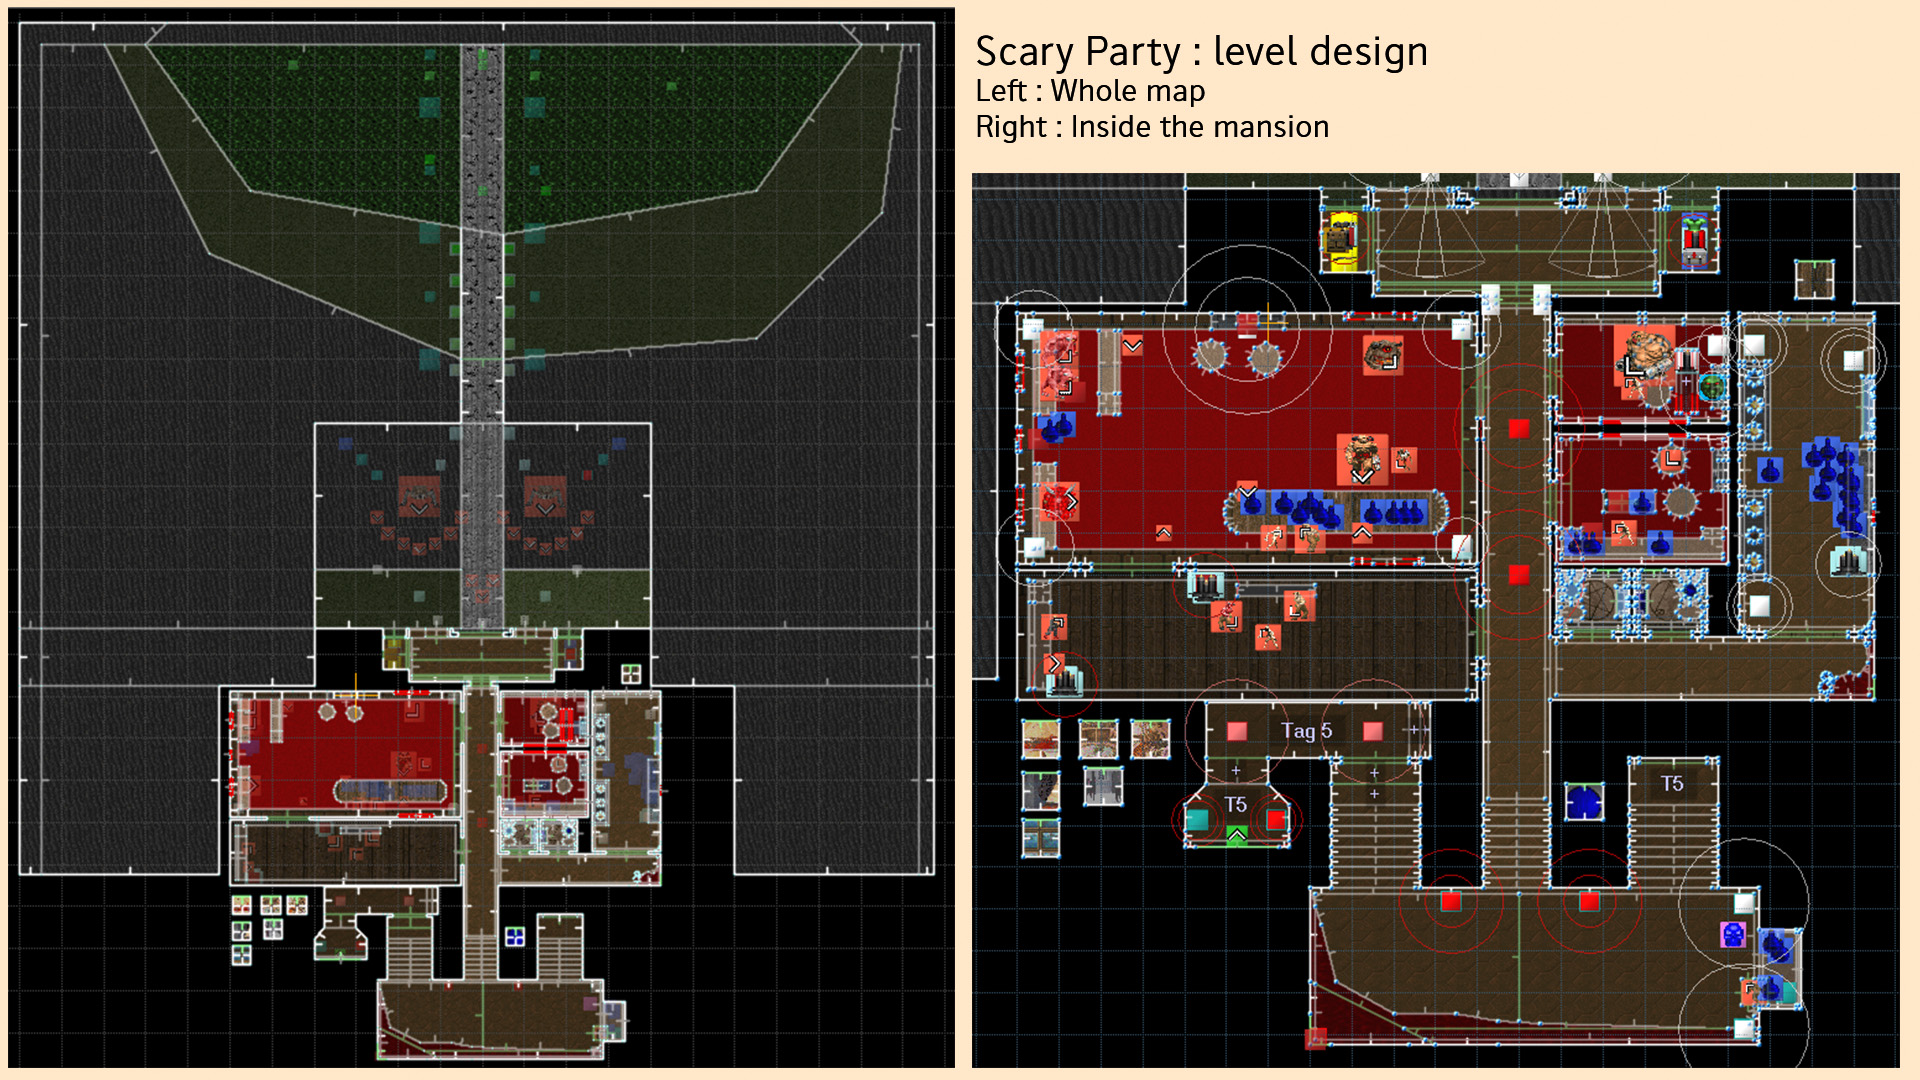 Scary Party : level design
Left : Whole map
Right : Inside the mansion
Tag 5
T5
T5